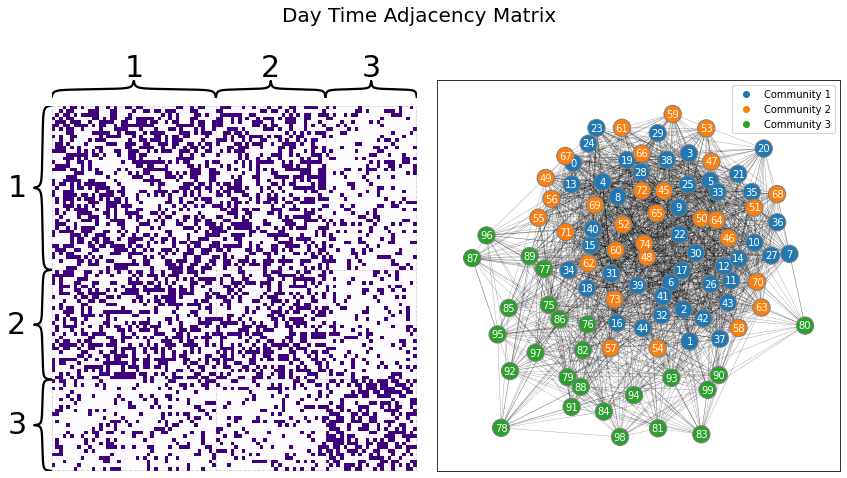 Day Time Adjacency Matrix
1 2 3
1
2
3
Community 1
Community 2
Community 3
59
23 61 53
29
24
20
67 66 3
0 19 38 47
28 21
49 13 4 5
72 45 25 33 35 68
56 8
69 9 51
55 65 50 64 36
52
71 40 22 46
96 15 74 10
60 30 7
87 89 48 14 27
62 12
77 34 31 17
18 39 6 26 11 70
41
85 75 73 43 63
86 32 2
76 16 42 80
44 58
95 1 37
82 57 54
97
92 79 93 90
88 99
94
91 84
78 81 83
98